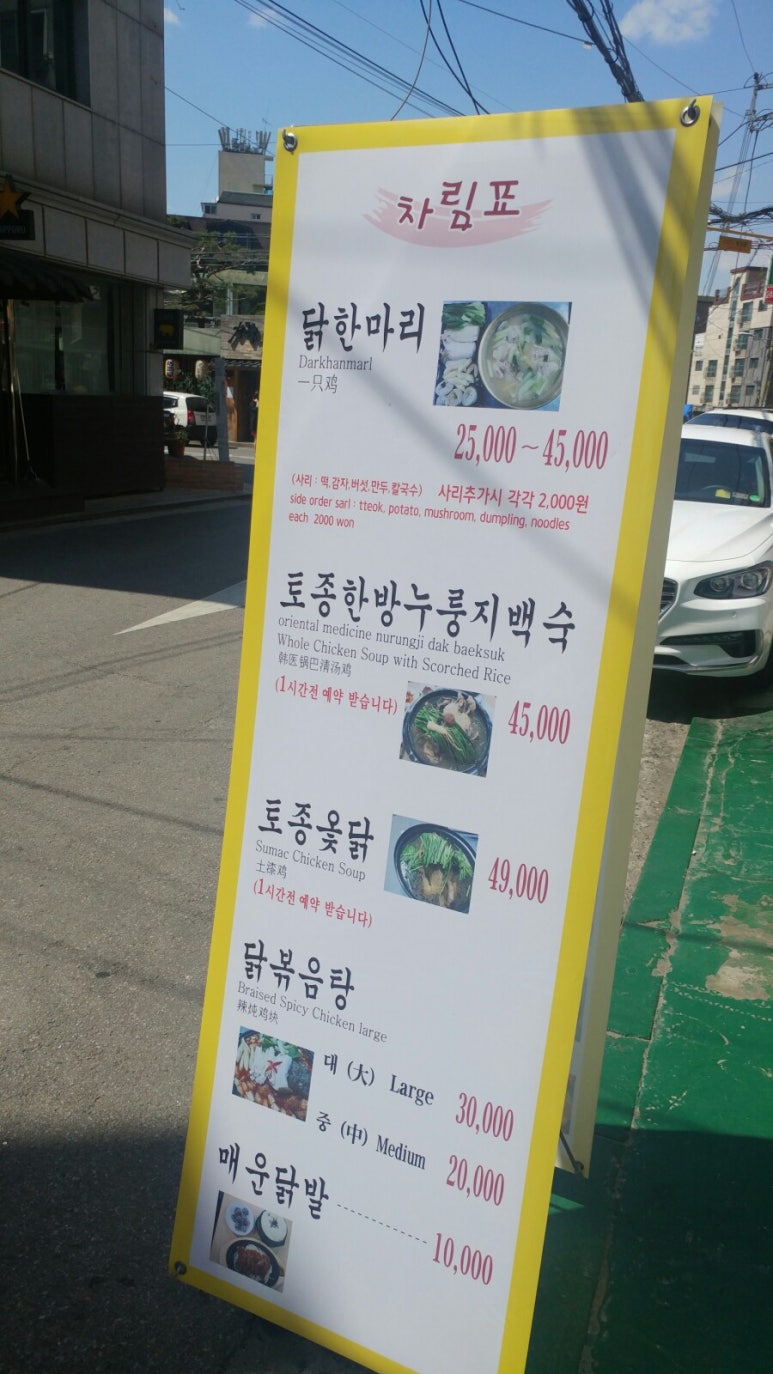 차림표
닭한마리
Darkhanmarl
一只鸡
25,000~45,000
(사리 : 떡,감자,버섯,만두,칼국수) 사리추가시 각각 2,000원
side order sarl : tteok, potato, mushroom, dumpling, noodles
each 2000 won
토종한방누룽지백숙
oriental medicine nurungji dak baeksuk
Whole Chicken Soup with Scorched Rice
韩医锅巴清汤鸡
(1시간전 예약 받습니다)
45,000
토종옻닭
Sumac Chicken Soup
土漆鸡
(1시간전 예약 받습니다)
49,000
닭볶음탕
Braised Spicy Chicken large
辣炖鸡块
대 (大) Large 30,000
중 (中) Medium 20,000
매운닭발 10,000